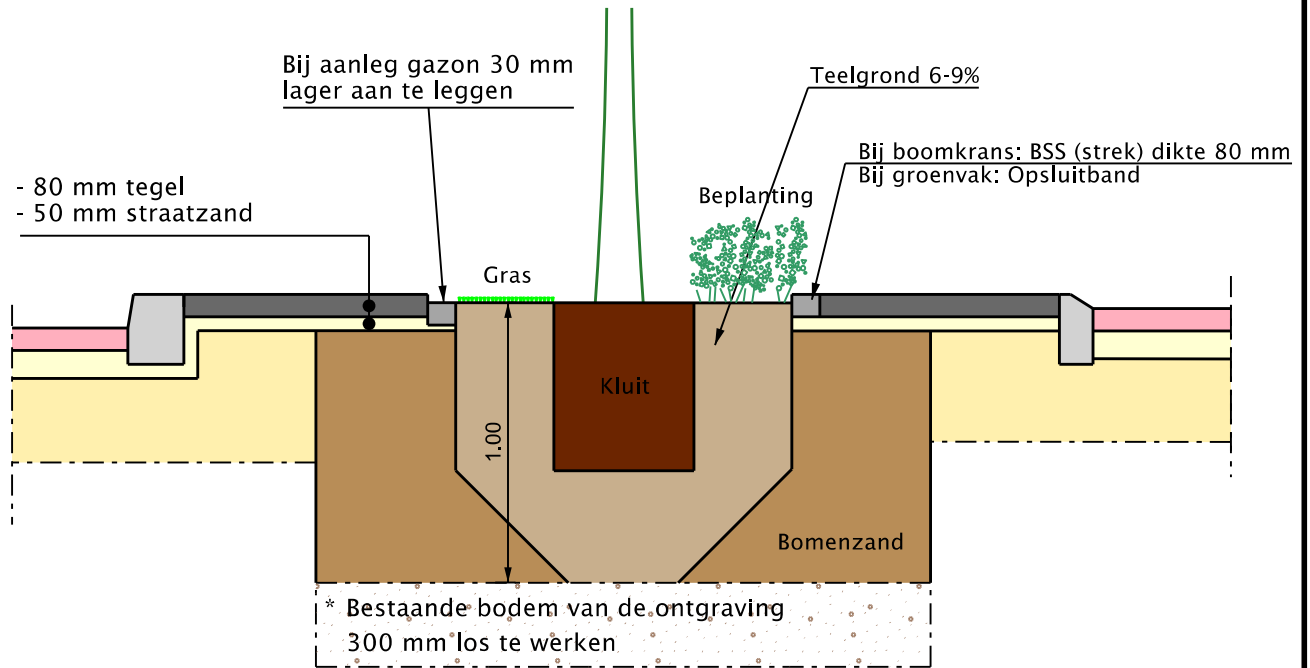 Bij aanleg gazon 30 mm
lager aan te leggen
Teelgrond 6-9%
Bij boomkrans: BSS (strek) dikte 80 mm
Bij groenvak: Opsluitband
- 80 mm tegel
- 50 mm straatzand
Beplanting
Gras
Kluit
1.00
Bomenzand
* Bestaande bodem van de ontgraving
300 mm los te werken